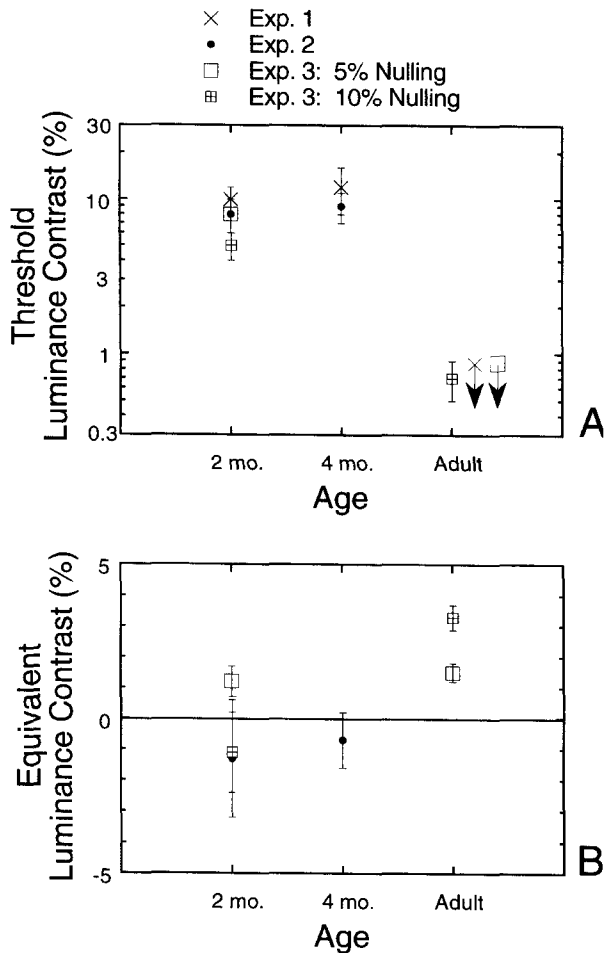 Exp. 1
Exp. 2
Exp. 3: 5% Nulling
Exp. 3: 10% Nulling
Threshold
Luminance Contrast (%)
30
10
3
1
0.3
2 mo.
4 mo.
Adult
Age
A
Equivalent
Luminance Contrast (%)
5
0
-5
2 mo.
4 mo.
Adult
Age
B